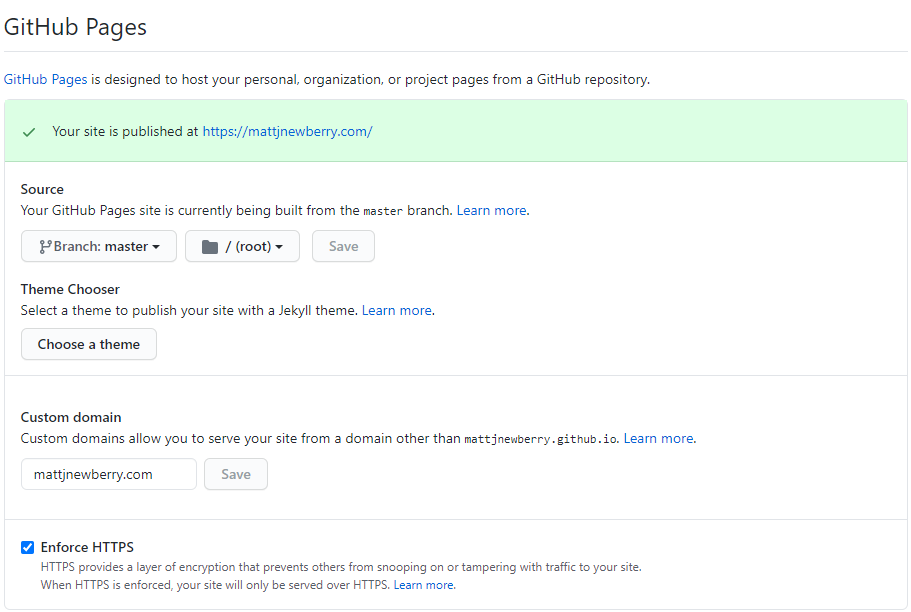 GitHub Pages
GitHub Pages is designed to host your personal, organization, or project pages from a GitHub repository.
Your site is published at https://mattjnewberry.com/
Source
Your GitHub Pages site is currently being built from the master branch. Learn more.
Branch: master / (root) Save
Theme Chooser
Select a theme to publish your site with a Jekyll theme. Learn more.
Choose a theme
Custom domain
Custom domains allow you to serve your site from a domain other than mattjnewberry.github.io. Learn more.
mattjnewberry.com Save
Enforce HTTPS
HTTPS provides a layer of encryption that prevents others from snooping on or tampering with traffic to your site.
When HTTPS is enforced, your site will only be served over HTTPS. Learn more.